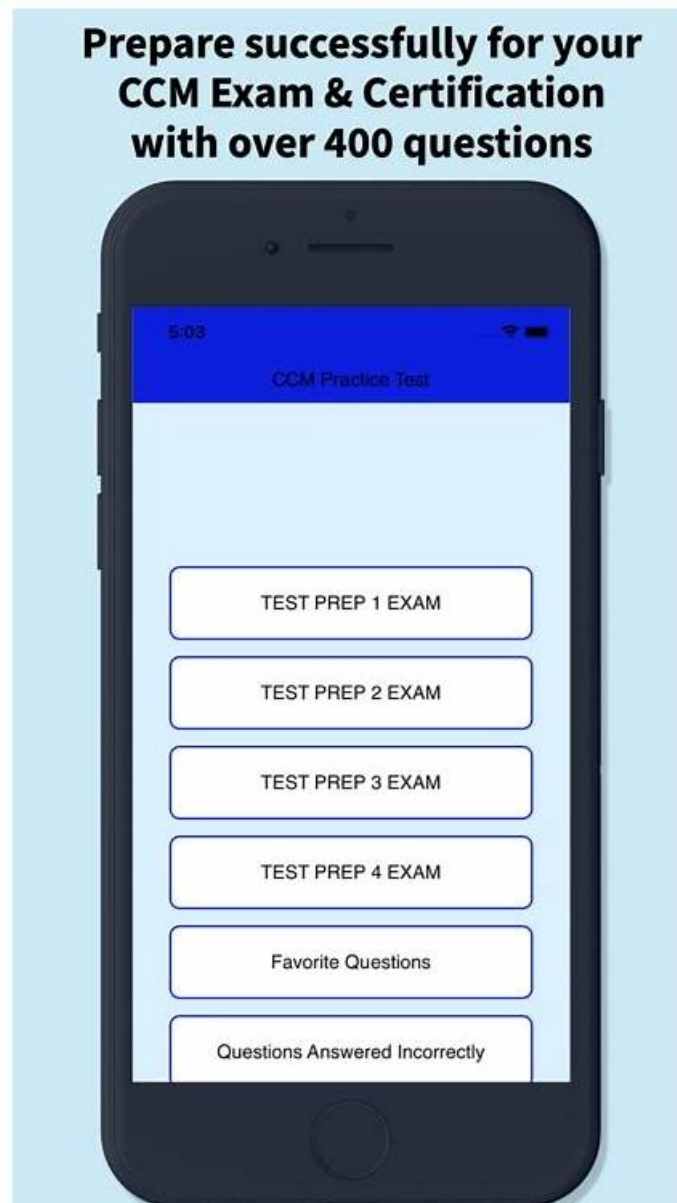 Prepare successfully for your
CCM Exam & Certification
with over 400 questions
5:03
CCM Practice Test
TEST PREP 1 EXAM
TEST PREP 2 EXAM
TEST PREP 3 EXAM
TEST PREP 4 EXAM
Favorite Questions
Questions Answered Incorrectly